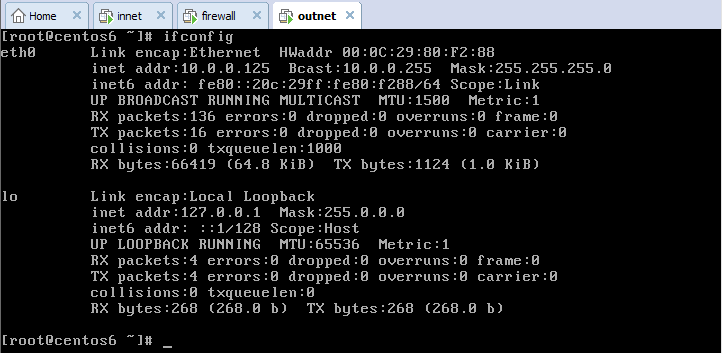 Home innet firewall outnet
[root@centos6 ~]# ifconfig
eth0 Link encap:Ethernet HWaddr 00:0C:29:80:F2:88
inet addr:10.0.0.125 Bcast:10.0.0.255 Mask:255.255.255.0
inet6 addr: fe80::20c:29ff:fe80:f288/64 Scope:Link
UP BROADCAST RUNNING MULTICAST MTU:1500 Metric:1
RX packets:136 errors:0 dropped:0 overruns:0 frame:0
TX packets:16 errors:0 dropped:0 overruns:0 carrier:0
collisions:0 txqueuelen:1000
RX bytes:66419 (64.8 KiB) TX bytes:1124 (1.0 KiB)
lo Link encap:Local Loopback
inet addr:127.0.0.1 Mask:255.0.0.0
inet6 addr: ::1/128 Scope:Host
UP LOOPBACK RUNNING MTU:65536 Metric:1
RX packets:4 errors:0 dropped:0 overruns:0 frame:0
TX packets:4 errors:0 dropped:0 overruns:0 carrier:0
collisions:0 txqueuelen:0
RX bytes:268 (268.0 b) TX bytes:268 (268.0 b)
[root@centos6 ~]# _